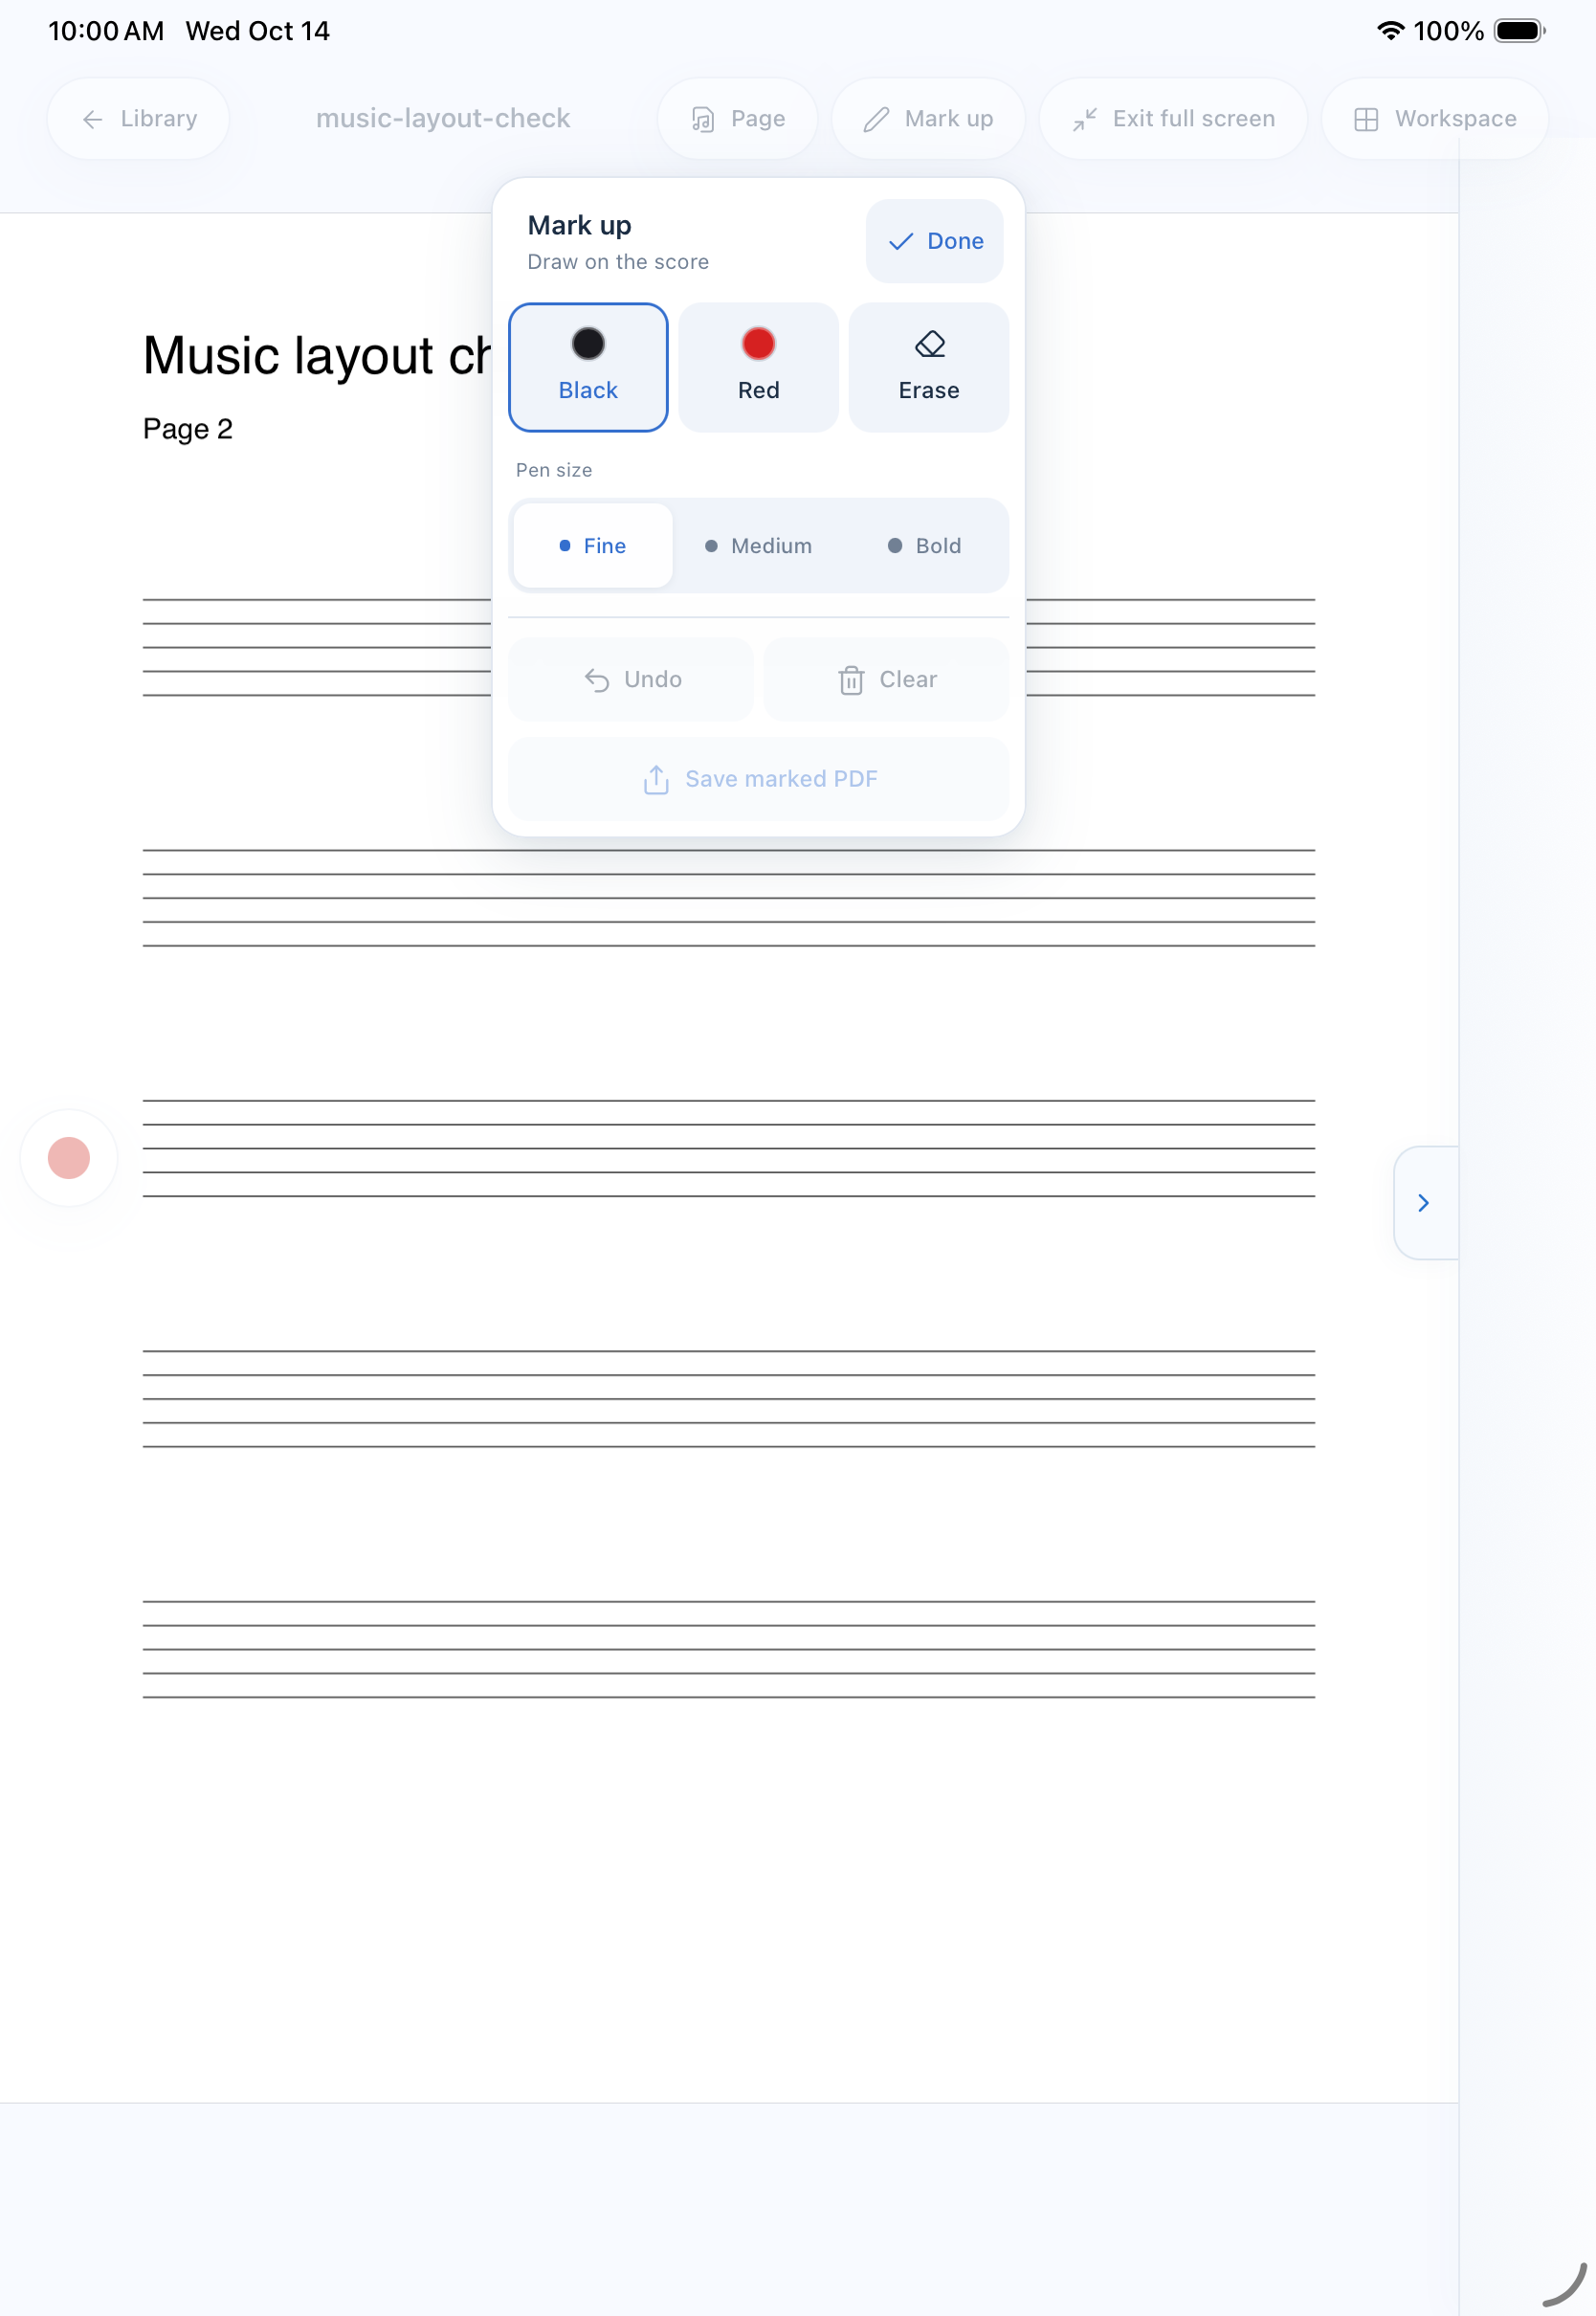 10:00 AM Wed Oct 14 100%
Library music-layout-check Page Mark up Exit full screen Workspace
Mark up
Done
Draw on the score
Music layout ch
Black Red Erase
Page 2
Pen size
Fine Medium Bold
Undo Clear
Save marked PDF